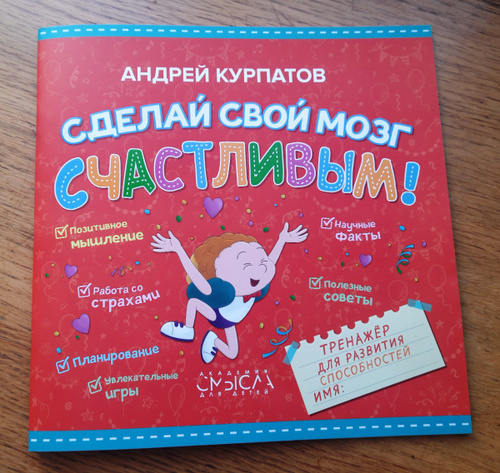 АНДРЕЙ КУРПАТОВ
СДЕЛАЙ СВОЙ МОЗГ
СЧАСТЛИВЫМ!
Позитивное
мышление
Научные
факты
Работа со
страхами
Полезные
советы
Планирование
Увлекательные
игры
АКАДЕМИЯ
СМЫСЛА
ДЛЯ ДЕТЕЙ
ТРЕНАЖЁР
ДЛЯ РАЗВИТИЯ
СПОСОБНОСТЕЙ
ИМЯ: